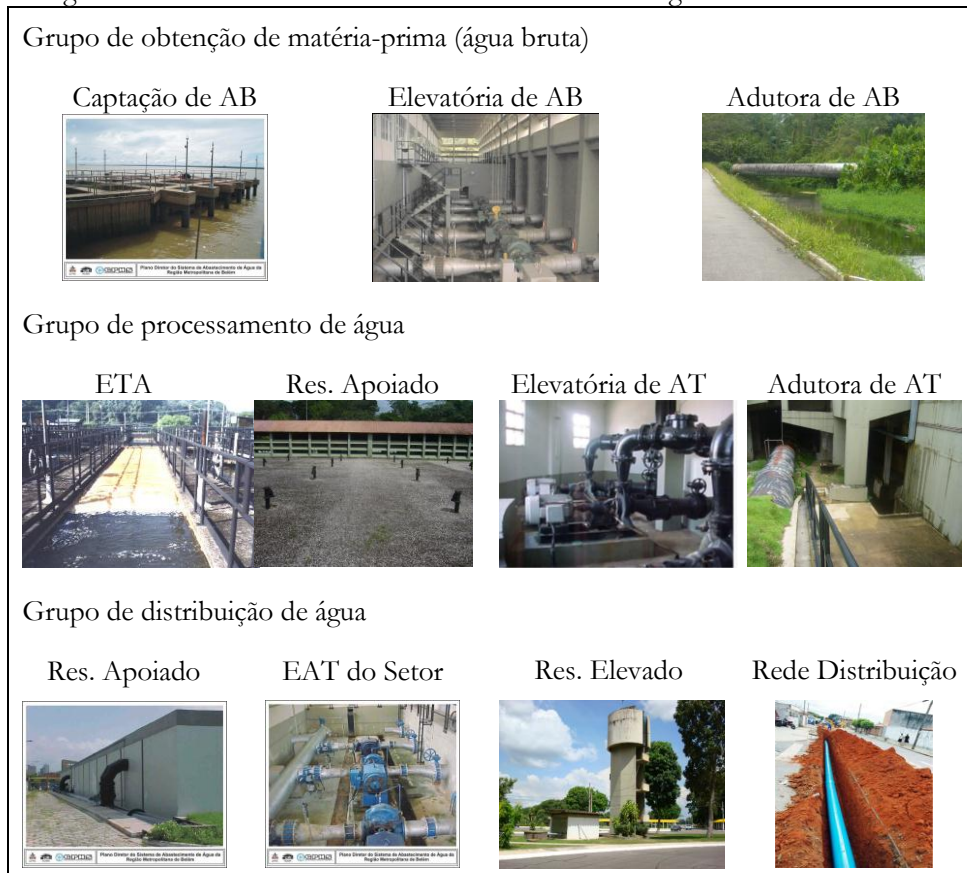 Grupo de obtenção de matéria-prima (água bruta)
Captação de AB Elevatória de AB Adutora de AB
Plano Diretor do Sistema de Abastecimento de Água da
Região Metropolitana de Belém
Grupo de processamento de água
ETA Res. Apoiado Elevatória de AT Adutora de AT
Grupo de distribuição de água
Res. Apoiado EAT do Setor Res. Elevado Rede Distribuição
Plano Diretor do Sistema de Abastecimento de Água da
Região Metropolitana de Belém
Plano Diretor do Sistema de Abastecimento de Água da
Região Metropolitana de Belém